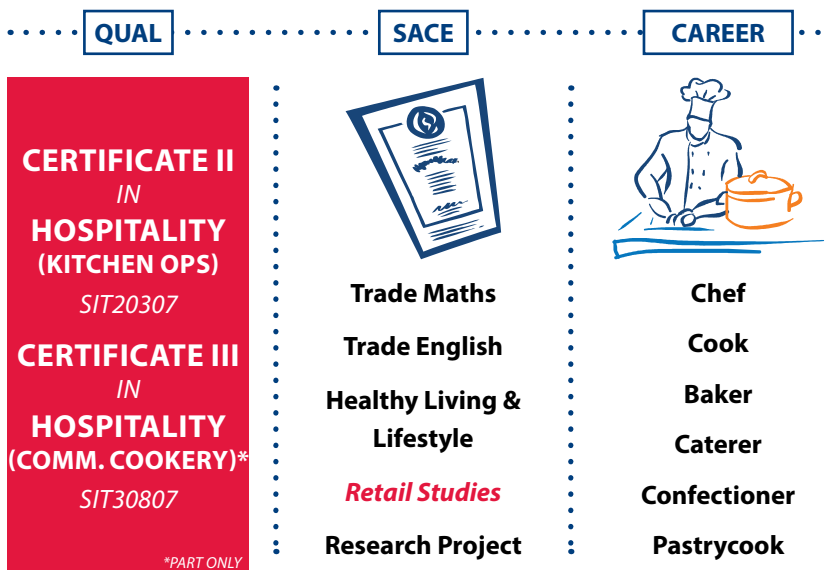 QUAL
SACE
CAREER
CERTIFICATE II
IN
HOSPITALITY
(KITCHEN OPS)
SIT20307
CERTIFICATE III
IN
HOSPITALITY
(COMM. COOKERY)*
SIT30807
*PART ONLY
Trade Maths
Trade English
Healthy Living &
Lifestyle
Retail Studies
Research Project
Chef
Cook
Baker
Caterer
Confectioner
Pastrycook